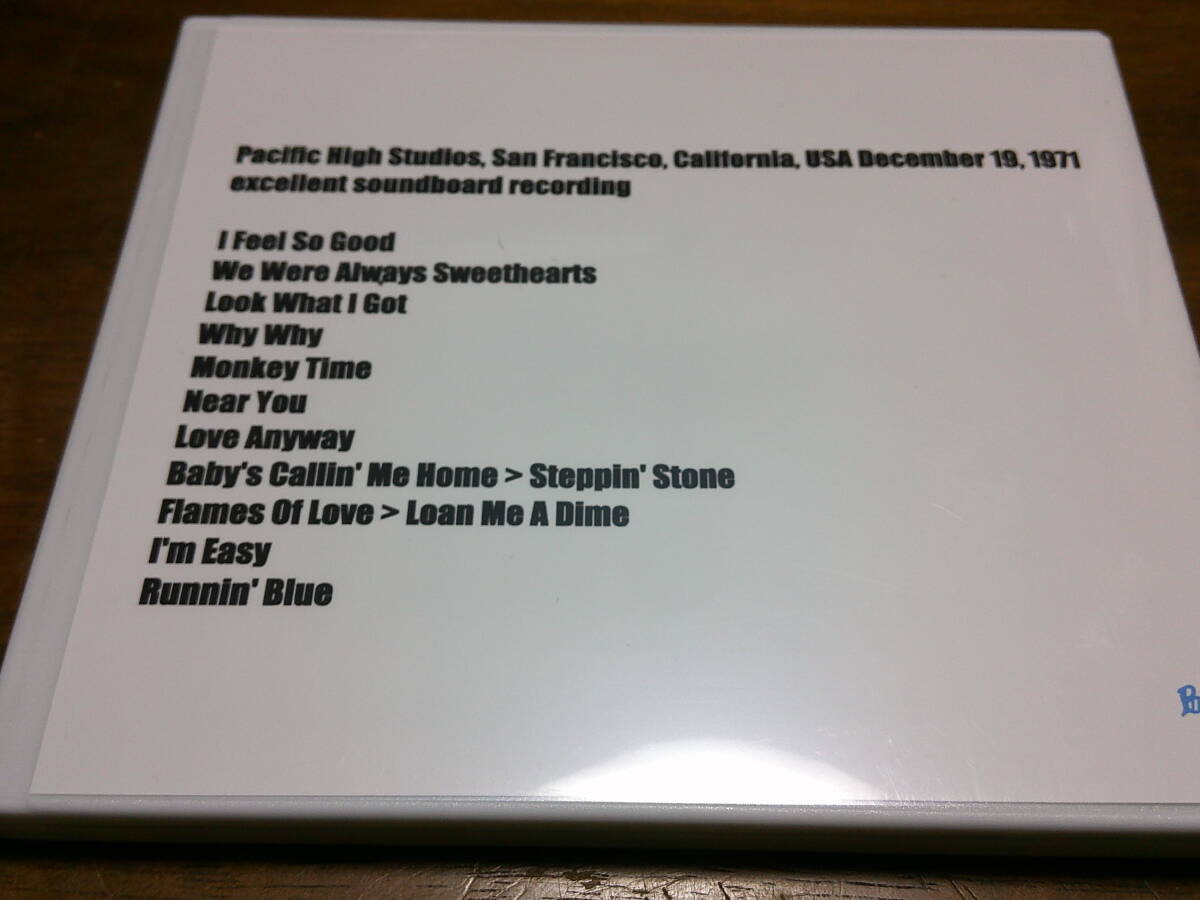 Pacific High Studios, San Francisco, California, USA December 19, 1971
excellent soundboard recording
I Feel So Good
We Were Always Sweethearts
Look What I Got
Why Why
Monkey Time
Near You
Love Anyway
Baby's Callin' Me Home > Steppin' Stone
Flames Of Love > Loan Me A Dime
I'm Easy
Runnin' Blue